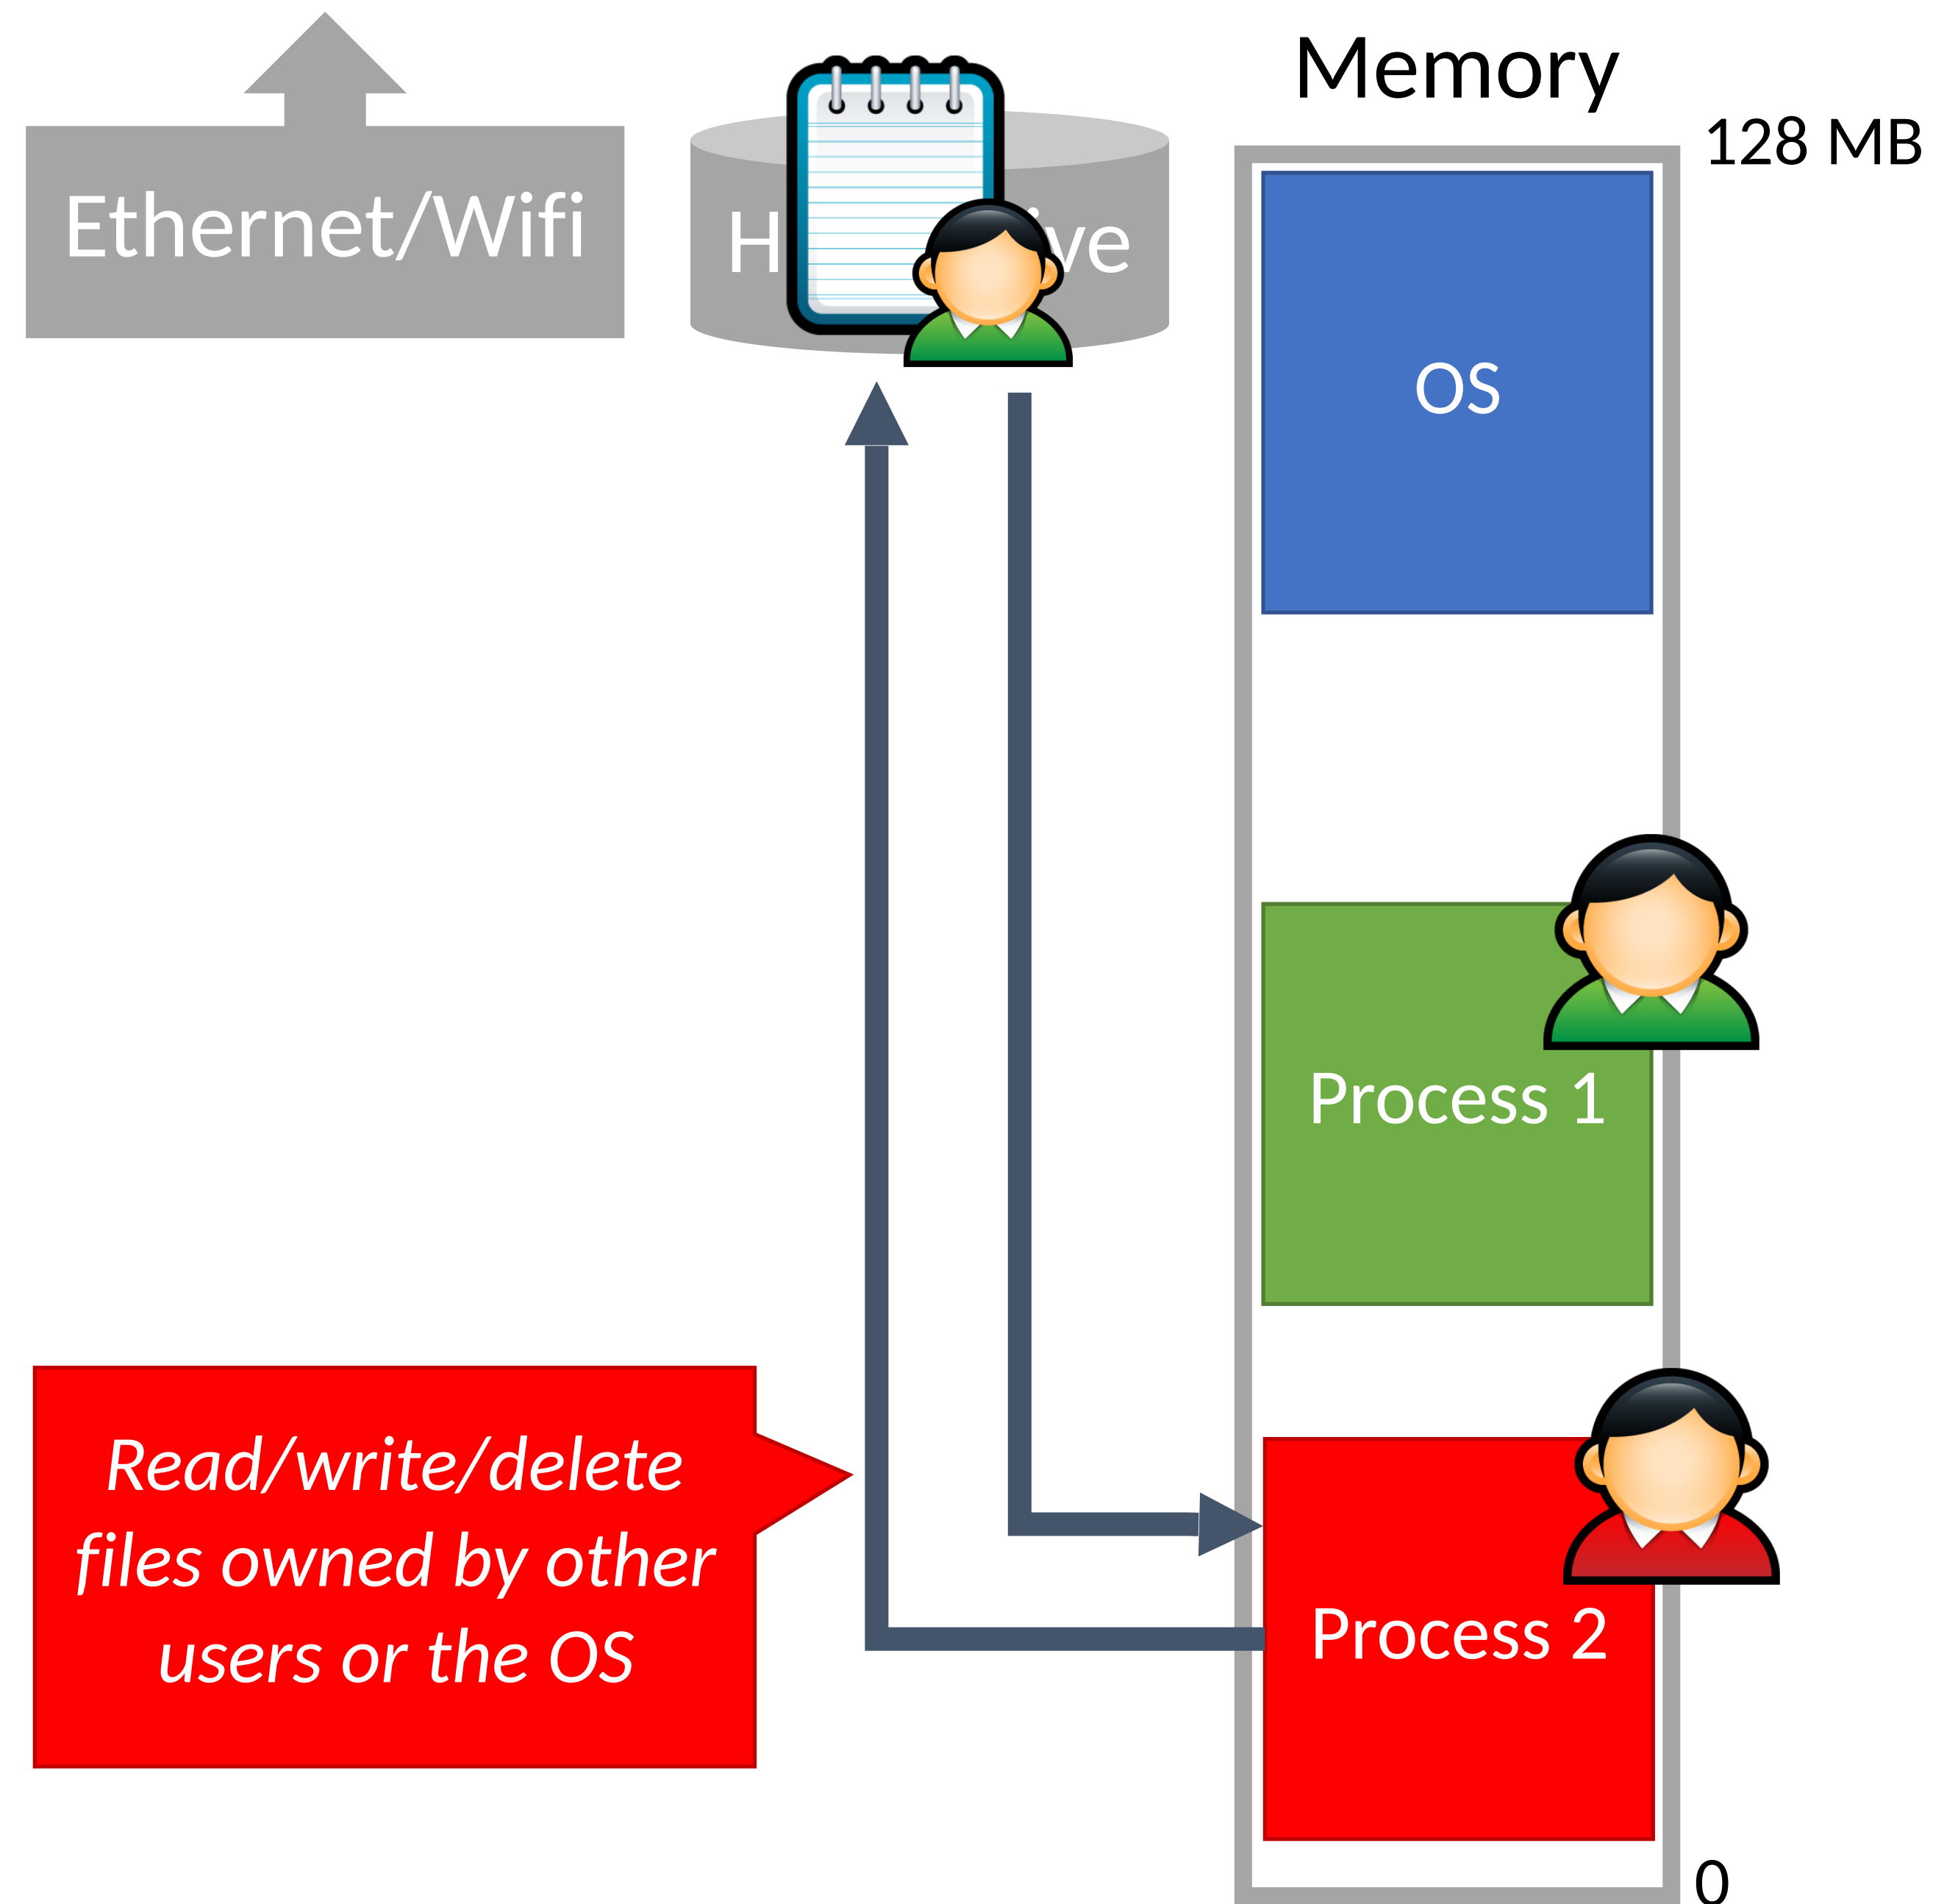 Memory
128 MB
Ethernet/Wifi
OS
Process 1
Read/write/delete
files owned by other
users or the OS
Process 2
0